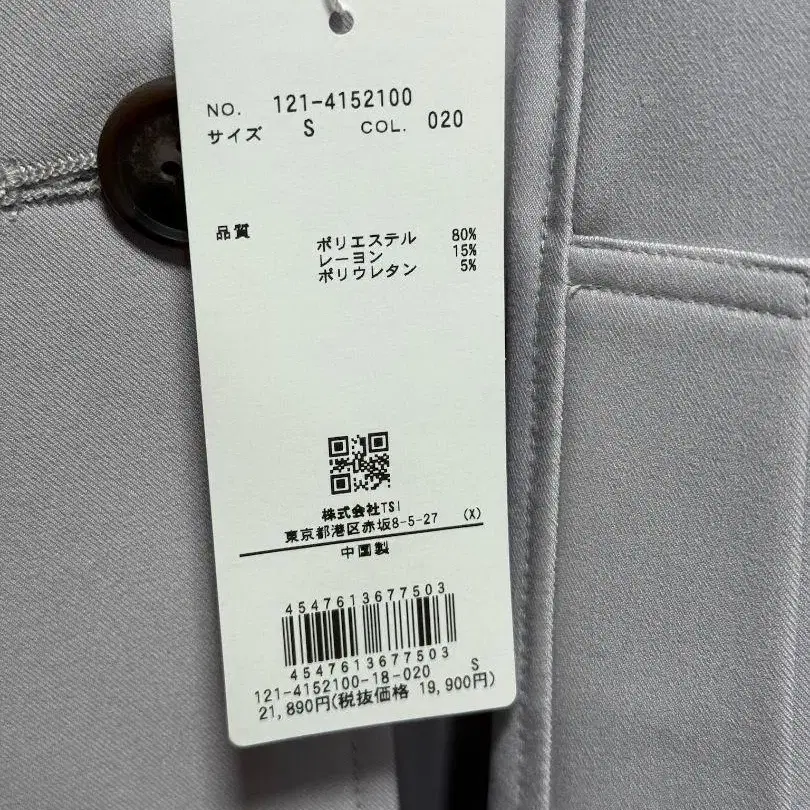 NO. 121-4152100
サイズ S COL. 020
品質 ポリエステル 80%
レーヨン 15%
ポリウレタン 5%
株式会社TSI
東京都港区赤坂8-5-27 (X)
中国製
4547613677503
4547613677503
121-4152100-18-020 S
21,890円(税抜価格 19,900円)